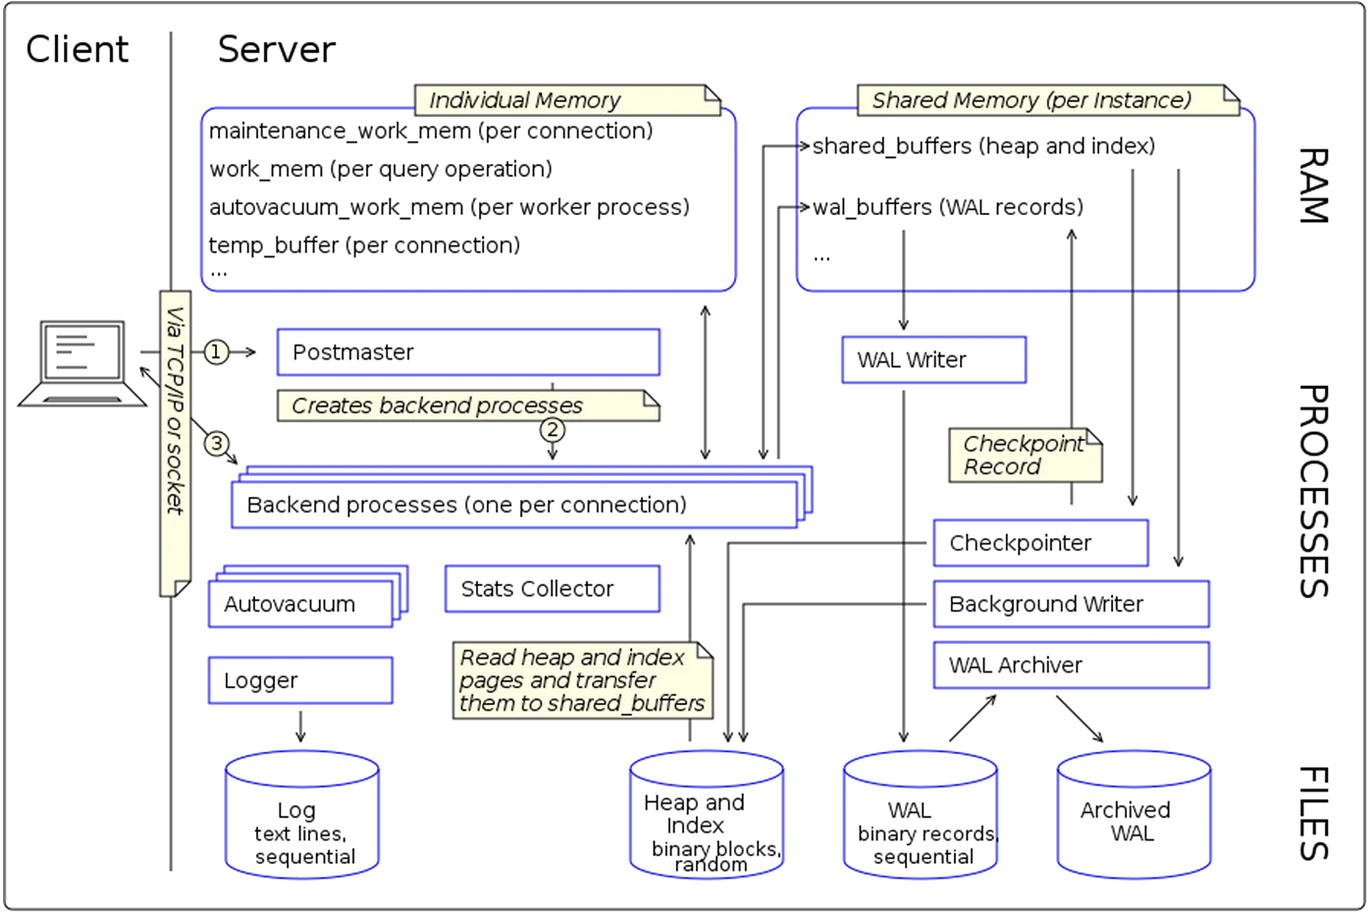 Client
Server
Individual Memory
maintenance_work_mem (per connection)
work_mem (per query operation)
autovacuum_work_mem (per worker process)
temp_buffer (per connection)
...
Shared Memory (per Instance)
shared_buffers (heap and index)
wal_buffers (WAL records)
...
RAM
Via TCP/IP or socket
1
Postmaster
Creates backend processes
2
3
Backend processes (one per connection)
WAL Writer
Checkpoint
Record
Checkpointer
Background Writer
WAL Archiver
PROCESSES
Autovacuum
Stats Collector
Logger
Read heap and index
pages and transfer
them to shared_buffers
Log
text lines,
sequential
Heap and
Index
binary blocks,
random
WAL
binary records,
sequential
Archived
WAL
FILES